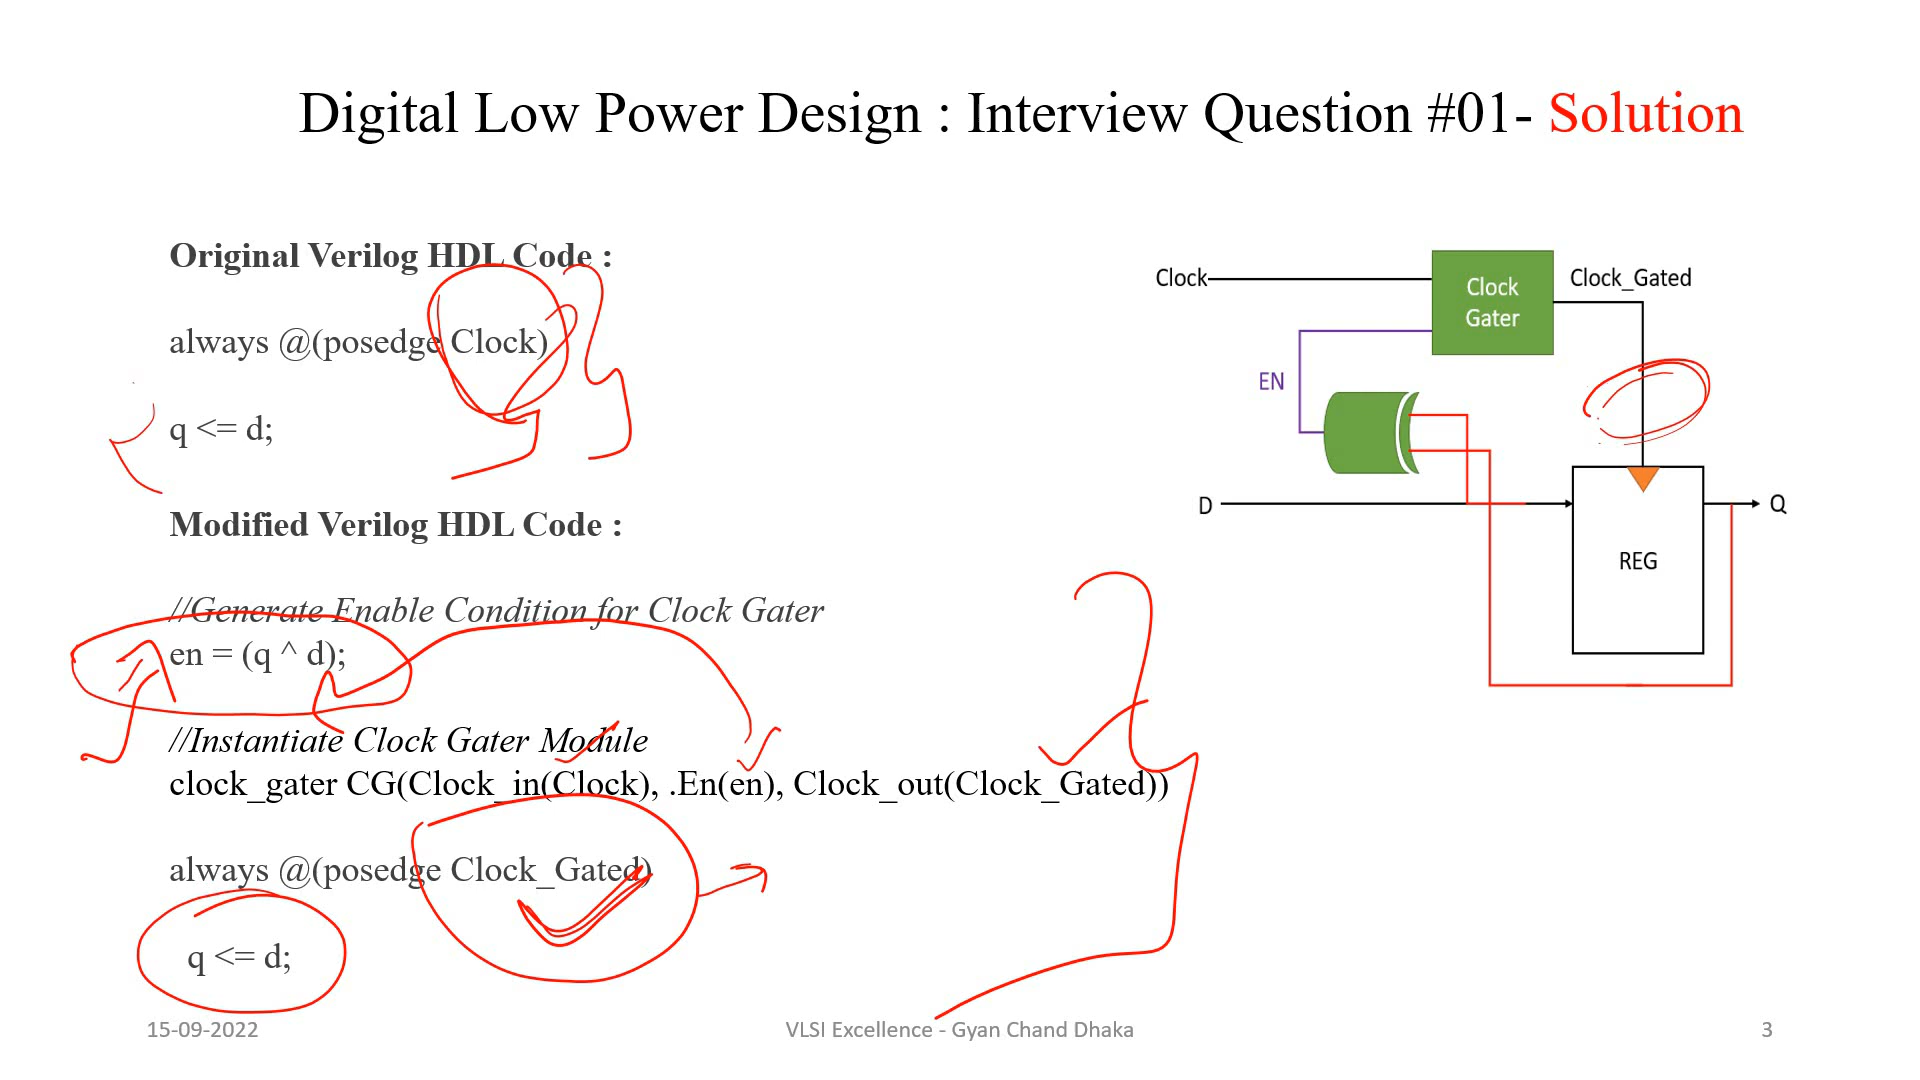 Digital Low Power Design : Interview Question #01- Solution
Original Verilog HDL Code :
always @(posedge Clock)
q <= d;
Modified Verilog HDL Code :
//Generate Enable Condition for Clock Gater
en = (q ^ d);
//Instantiate Clock Gater Module
clock_gater CG(Clock_in(Clock), .En(en), Clock_out(Clock_Gated))
always @(posedge Clock_Gated)
q <= d;
Clock
Clock
Gater
Clock_Gated
EN
D
Q
REG
15-09-2022
VLSI Excellence - Gyan Chand Dhaka
3